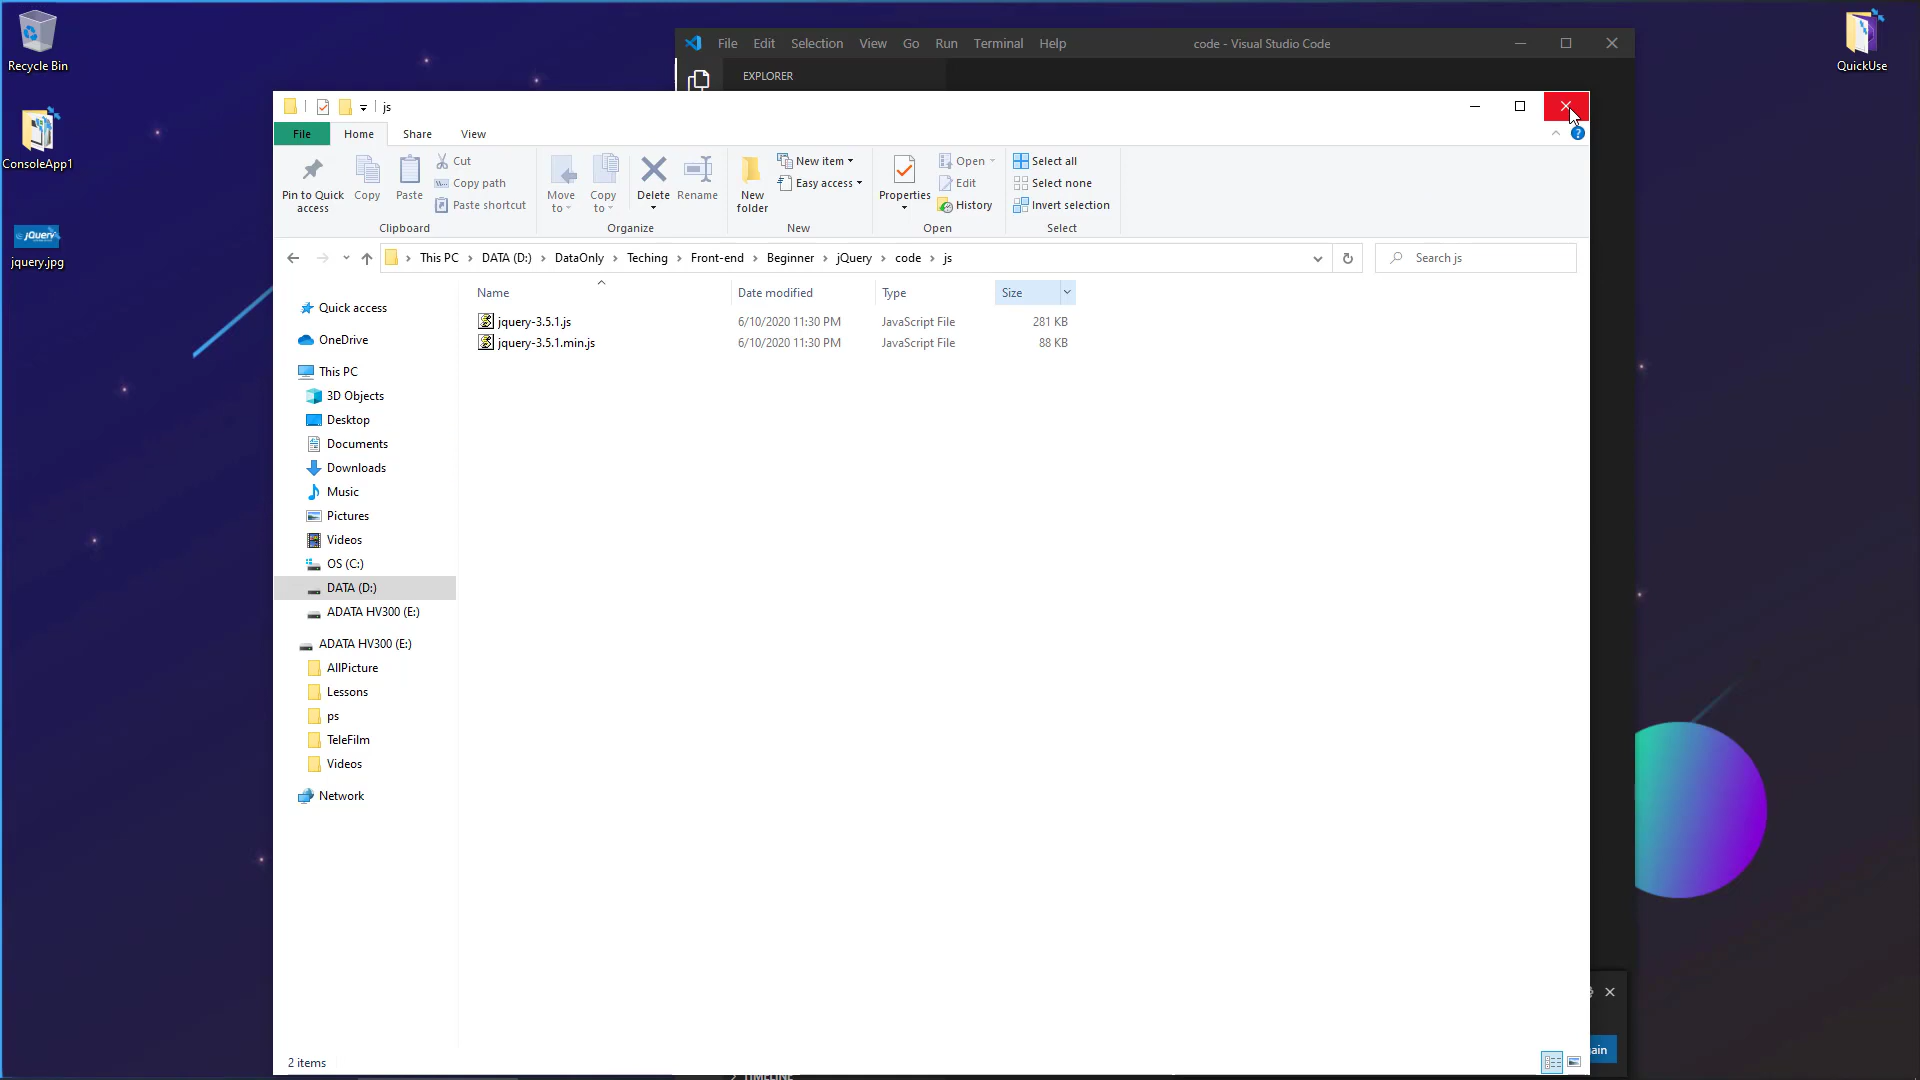 Recycle Bin
ConsoleApp1
jQuery
jquery.jpg
QuickUse
File Edit Selection View Go Run Terminal Help
code - Visual Studio Code
EXPLORER
js
File Home Share View
Pin to Quick access
Copy
Paste
Cut
Copy path
Paste shortcut
Clipboard
Move to
Copy to
Delete
Rename
Organize
New folder
New item
Easy access
New
Properties
Open
Edit
History
Open
Select all
Select none
Invert selection
Select
This PC > DATA (D:) > DataOnly > Teching > Front-end > Beginner > jQuery > code > js
Search js
Name Date modified Type Size
jquery-3.5.1.js 6/10/2020 11:30 PM JavaScript File 281 KB
jquery-3.5.1.min.js 6/10/2020 11:30 PM JavaScript File 88 KB
Quick access
OneDrive
This PC
3D Objects
Desktop
Documents
Downloads
Music
Pictures
Videos
OS (C:)
DATA (D:)
ADATA HV300 (E:)
ADATA HV300 (E:)
AllPicture
Lessons
ps
TeleFilm
Videos
Network
2 items
TIMELINE